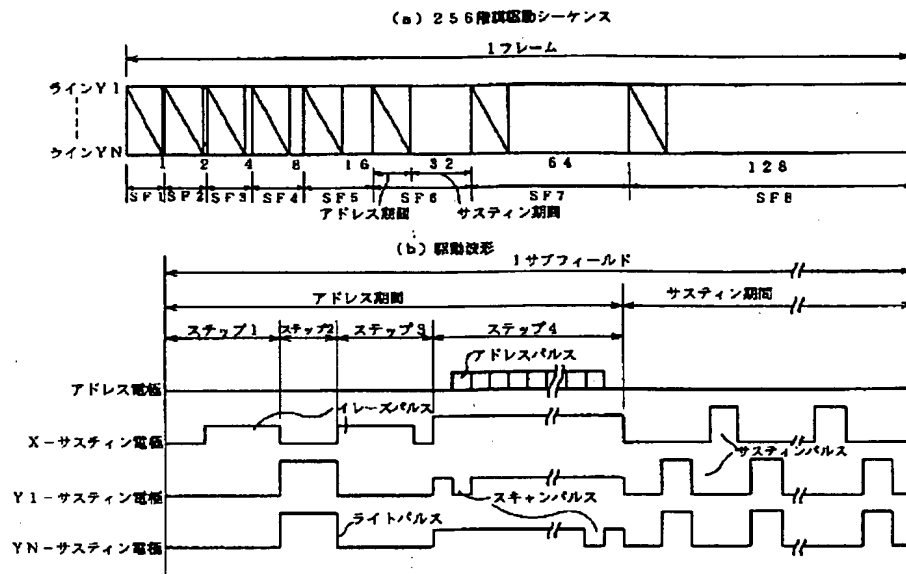 (a) 256階調駆動シーケンス
1フレーム
ラインY1
ラインYN
1 2 4 8 16 32 64 128
SF1 SF2 SF3 SF4 SF5 SF6 SF7 SF8
アドレス期間 サスティン期間
(b) 駆動波形
1サブフィールド
アドレス期間 サスティン期間
ステップ1 ステップ2 ステップ3 ステップ4
アドレスパルス
アドレス電極
イレーズパルス
X-サスティン電極
サスティンパルス
Y1-サスティン電極
スキャンパルス
ライトパルス
YN-サスティン電極